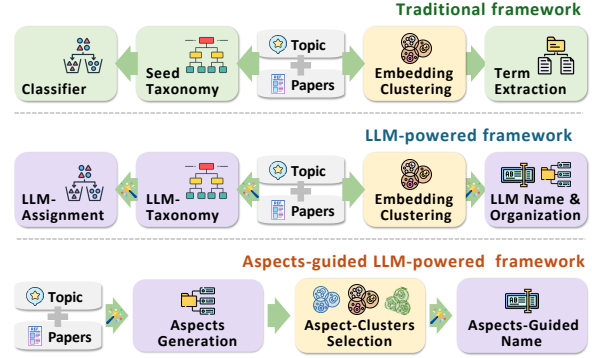 Traditional framework
Classifier
Seed
Taxonomy
Topic
Papers
Embedding
Clustering
Term
Extraction
LLM-powered framework
LLM-
Assignment
LLM-
Taxonomy
Topic
Papers
Embedding
Clustering
LLM Name &
Organization
Aspects-guided LLM-powered framework
Topic
Papers
Aspects
Generation
Aspect-Clusters
Selection
Aspects-Guided
Name